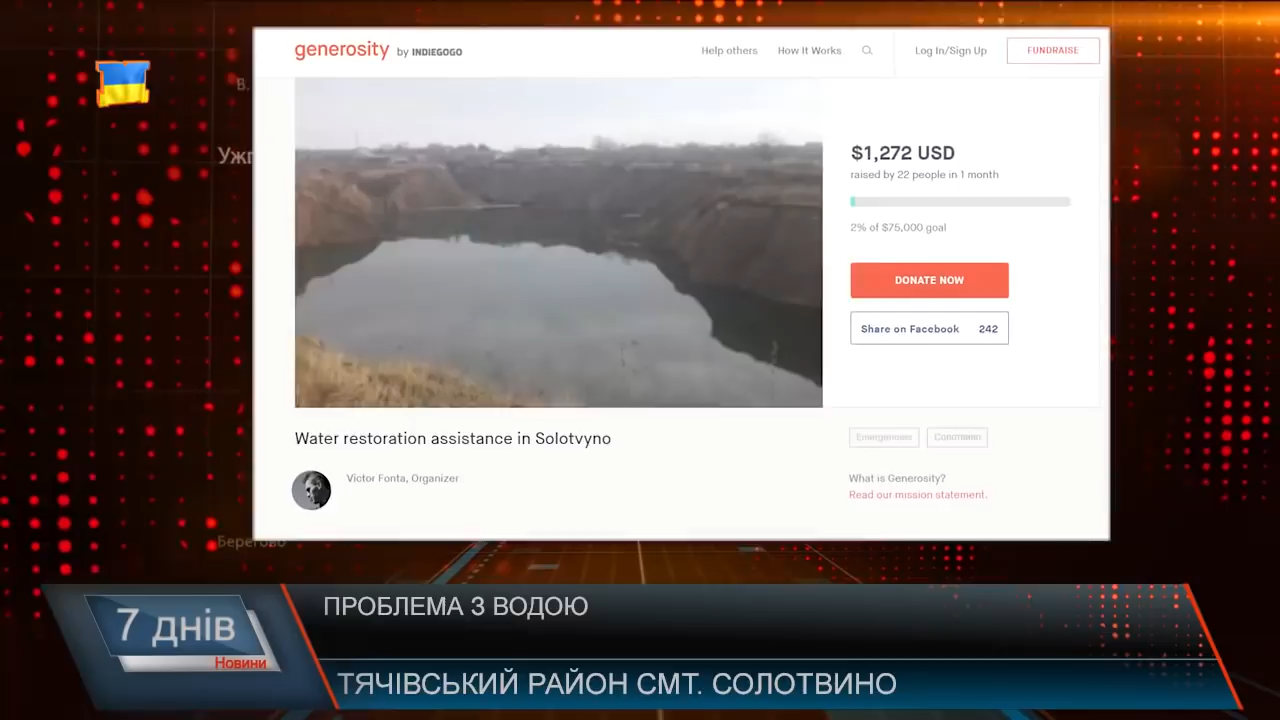 generosity by INDIEGOGO
Help others How It Works Log In/Sign Up FUNDRAISE
В.
Ужг
$1,272 USD
raised by 22 people in 1 month
2% of $75,000 goal
DONATE NOW
Share on Facebook 242
Water restoration assistance in Solotvyno
Emergencies Солотвино
Victor Fonta, Organizer
What is Generosity?
Read our mission statement.
Берегово
7 днів
Новини
ПРОБЛЕМА З ВОДОЮ
ТЯЧІВСЬКИЙ РАЙОН СМТ. СОЛОТВИНО